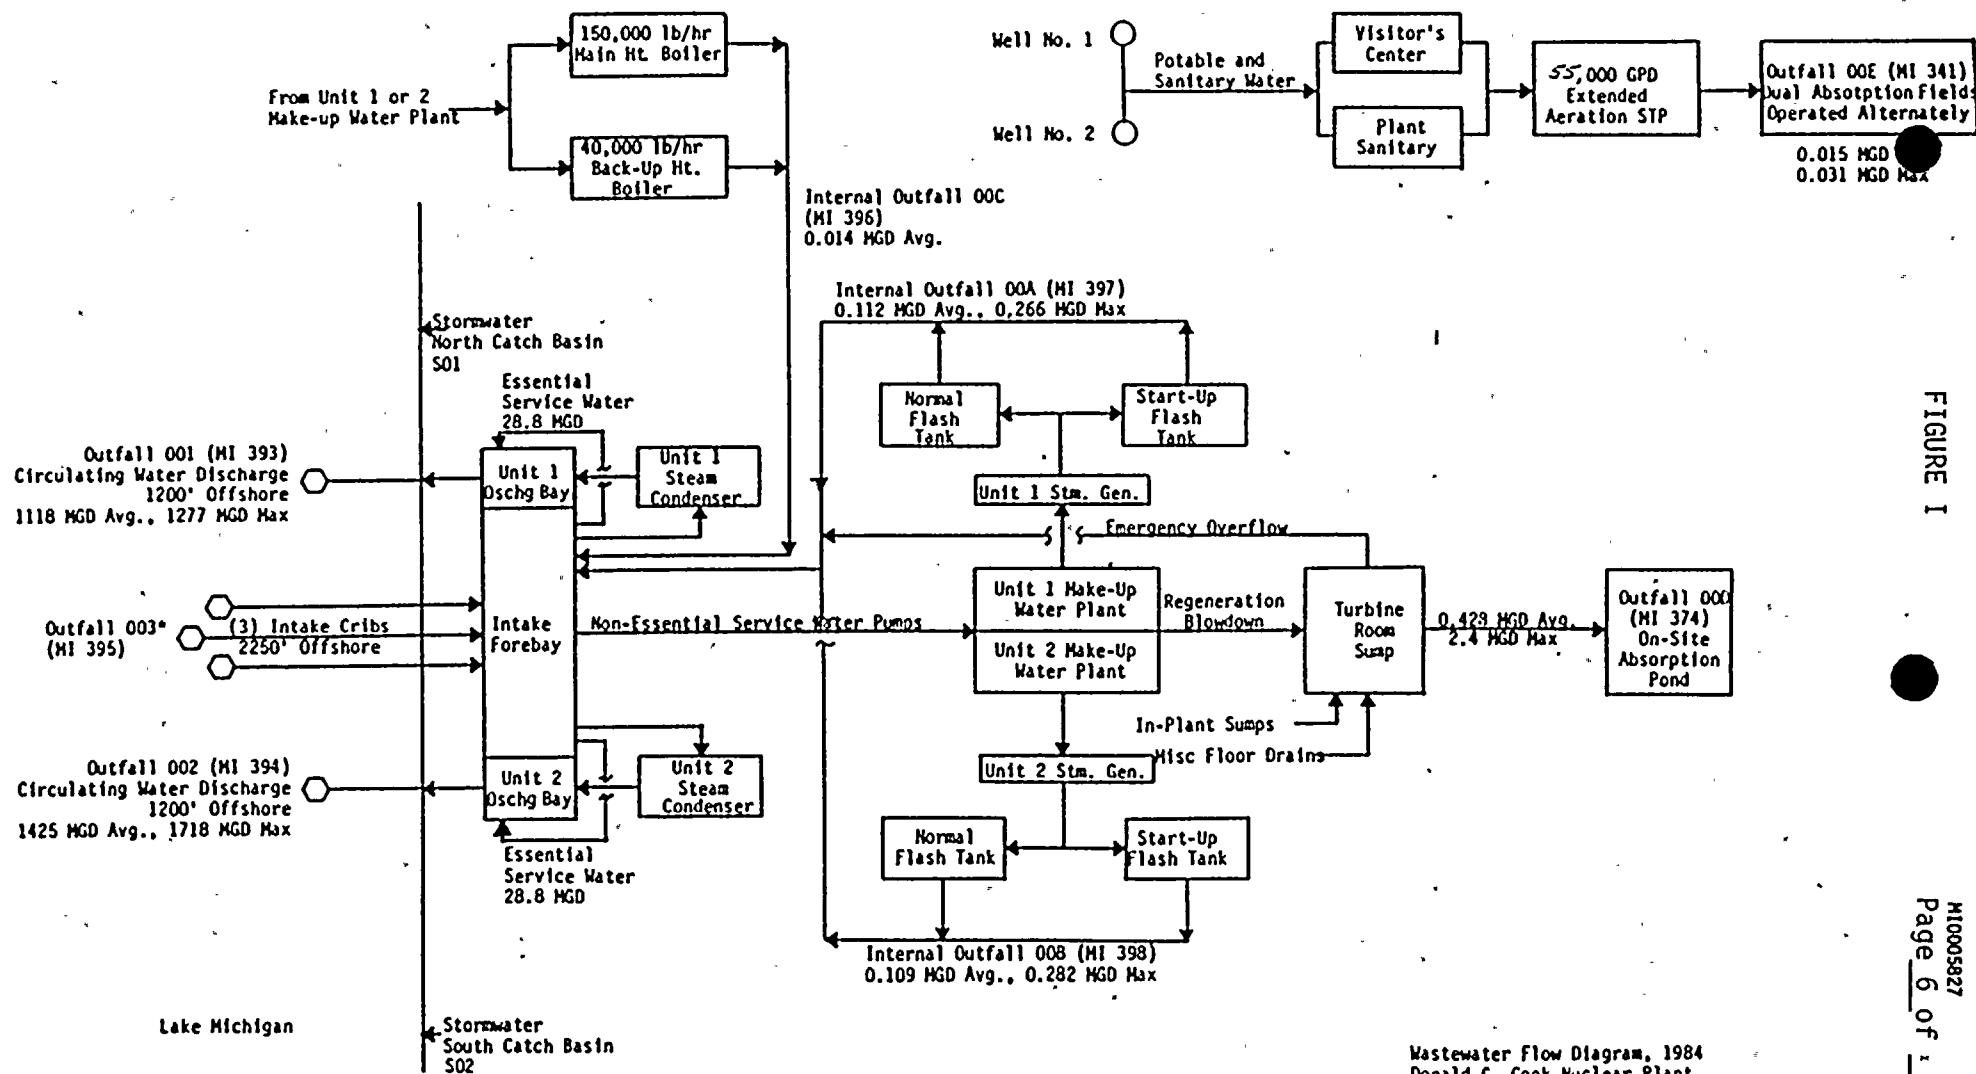 150,000 lb/hr
Main Ht. Boiler
From Unit 1 or 2
Make-up Water Plant
40,000 lb/hr
Back-Up Ht.
Boiler
Well No. 1
Well No. 2
Potable and
Sanitary Water
Visitor's
Center
Plant
Sanitary
55,000 GPD
Extended
Aeration STP
Outfall 00E (MI 341)
Dual Absotption Fields
Operated Alternately
0.015 MGD
0.031 MGD Max
Internal Outfall 00C
(MI 396)
0.014 MGD Avg.
Internal Outfall 00A (MI 397)
0.112 MGD Avg., 0.266 MGD Max
Stormwater
North Catch Basin
S01
Essential
Service Water
28.8 MGD
Normal
Flash
Tank
Start-Up
Flash
Tank
Outfall 001 (MI 393)
Circulating Water Discharge
1200' Offshore
1118 MGD Avg., 1277 MGD Max
Unit 1
Dschg Bay
Unit 1
Steam
Condenser
Unit 1 Stm. Gen.
Emergency Overflow
Outfall 003*
(MI 395)
(3) Intake Cribs
2250' Offshore
Intake
Forebay
Non-Essential Service Water Pumps
Unit 1 Make-Up
Water Plant
Unit 2 Make-Up
Water Plant
Regeneration
Blowdown
Turbine
Room
Sump
0.428 MGD Avg.
2.4 MGD Max
Outfall 00D
(MI 374)
On-Site
Absorption
Pond
In-Plant Sumps
Misc Floor Drains
Outfall 002 (MI 394)
Circulating Water Discharge
1200' Offshore
1425 MGD Avg., 1718 MGD Max
Unit 2
Dschg Bay
Unit 2
Steam
Condenser
Unit 2 Stm. Gen.
Essential
Service Water
28.8 MGD
Normal
Flash Tank
Start-Up
Flash Tank
Internal Outfall 00B (MI 398)
0.109 MGD Avg., 0.282 MGD Max
Lake Michigan
Stormwater
South Catch Basin
S02
Wastewater Flow Diagram, 1984
Donald C. Cook Nuclear Plant
FIGURE I
MI0005827
Page 6 of